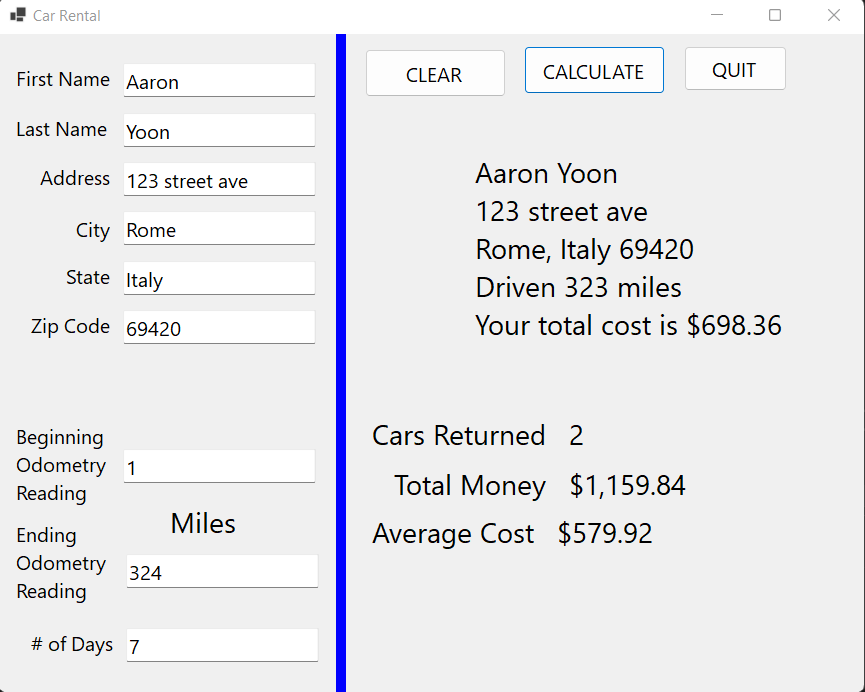 Car Rental
First Name Aaron
Last Name Yoon
Address 123 street ave
City Rome
State Italy
Zip Code 69420
Beginning
Odometry
Reading
1
Miles
Ending
Odometry
Reading
324
# of Days 7
CLEAR CALCULATE QUIT
Aaron Yoon
123 street ave
Rome, Italy 69420
Driven 323 miles
Your total cost is $698.36
Cars Returned 2
Total Money $1,159.84
Average Cost $579.92